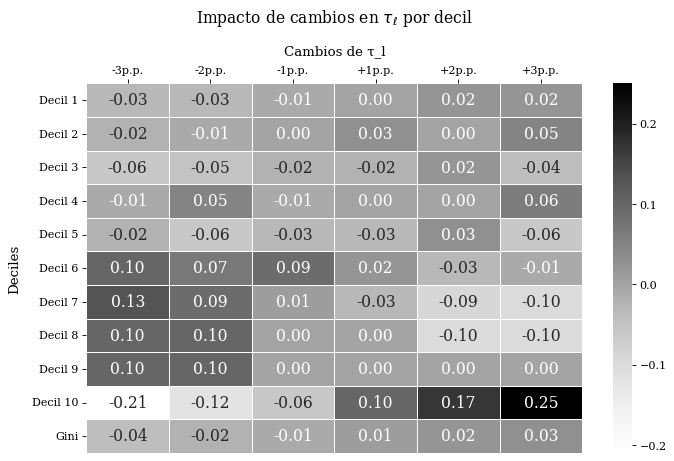 Impacto de cambios en τℓ por decil
Cambios de τ_l
-3p.p. -2p.p. -1p.p. +1p.p. +2p.p. +3p.p.
Decil 1 -0.03 -0.03 -0.01 0.00 0.02 0.02
Decil 2 -0.02 -0.01 0.00 0.03 0.00 0.05
Decil 3 -0.06 -0.05 -0.02 -0.02 0.02 -0.04
Decil 4 -0.01 0.05 -0.01 0.00 0.00 0.06
Decil 5 -0.02 -0.06 -0.03 -0.03 0.03 -0.06
Decil 6 0.10 0.07 0.09 0.02 -0.03 -0.01
Decil 7 0.13 0.09 0.01 -0.03 -0.09 -0.10
Decil 8 0.10 0.10 0.00 0.00 -0.10 -0.10
Decil 9 0.10 0.10 0.00 0.00 0.00 0.00
Decil 10 -0.21 -0.12 -0.06 0.10 0.17 0.25
Gini -0.04 -0.02 -0.01 0.01 0.02 0.03
Deciles
0.2
0.1
0.0
−0.1
−0.2